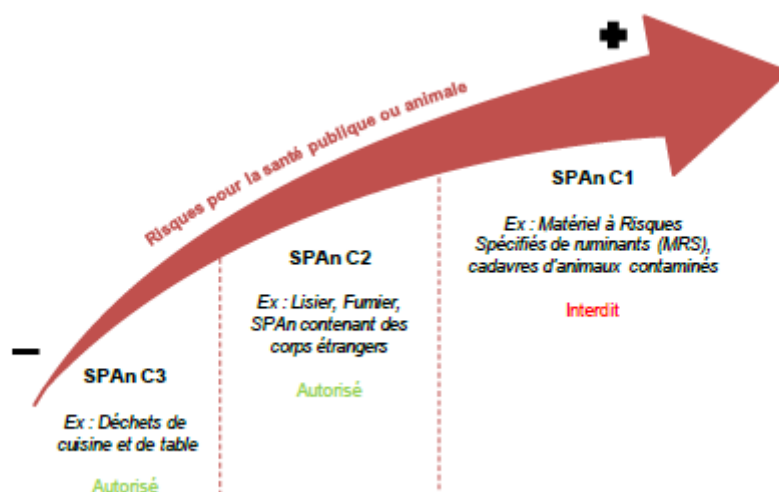 +
Risques pour la santé publique ou animale
SPAn C1
Ex : Matériel à Risques
Spécifiés de ruminants (MRS),
cadavres d'animaux contaminés
Interdit
SPAn C2
Ex : Lisier, Fumier,
SPAn contenant des
corps étrangers
Autorisé
−
SPAn C3
Ex : Déchets de
cuisine et de table
Autorisé